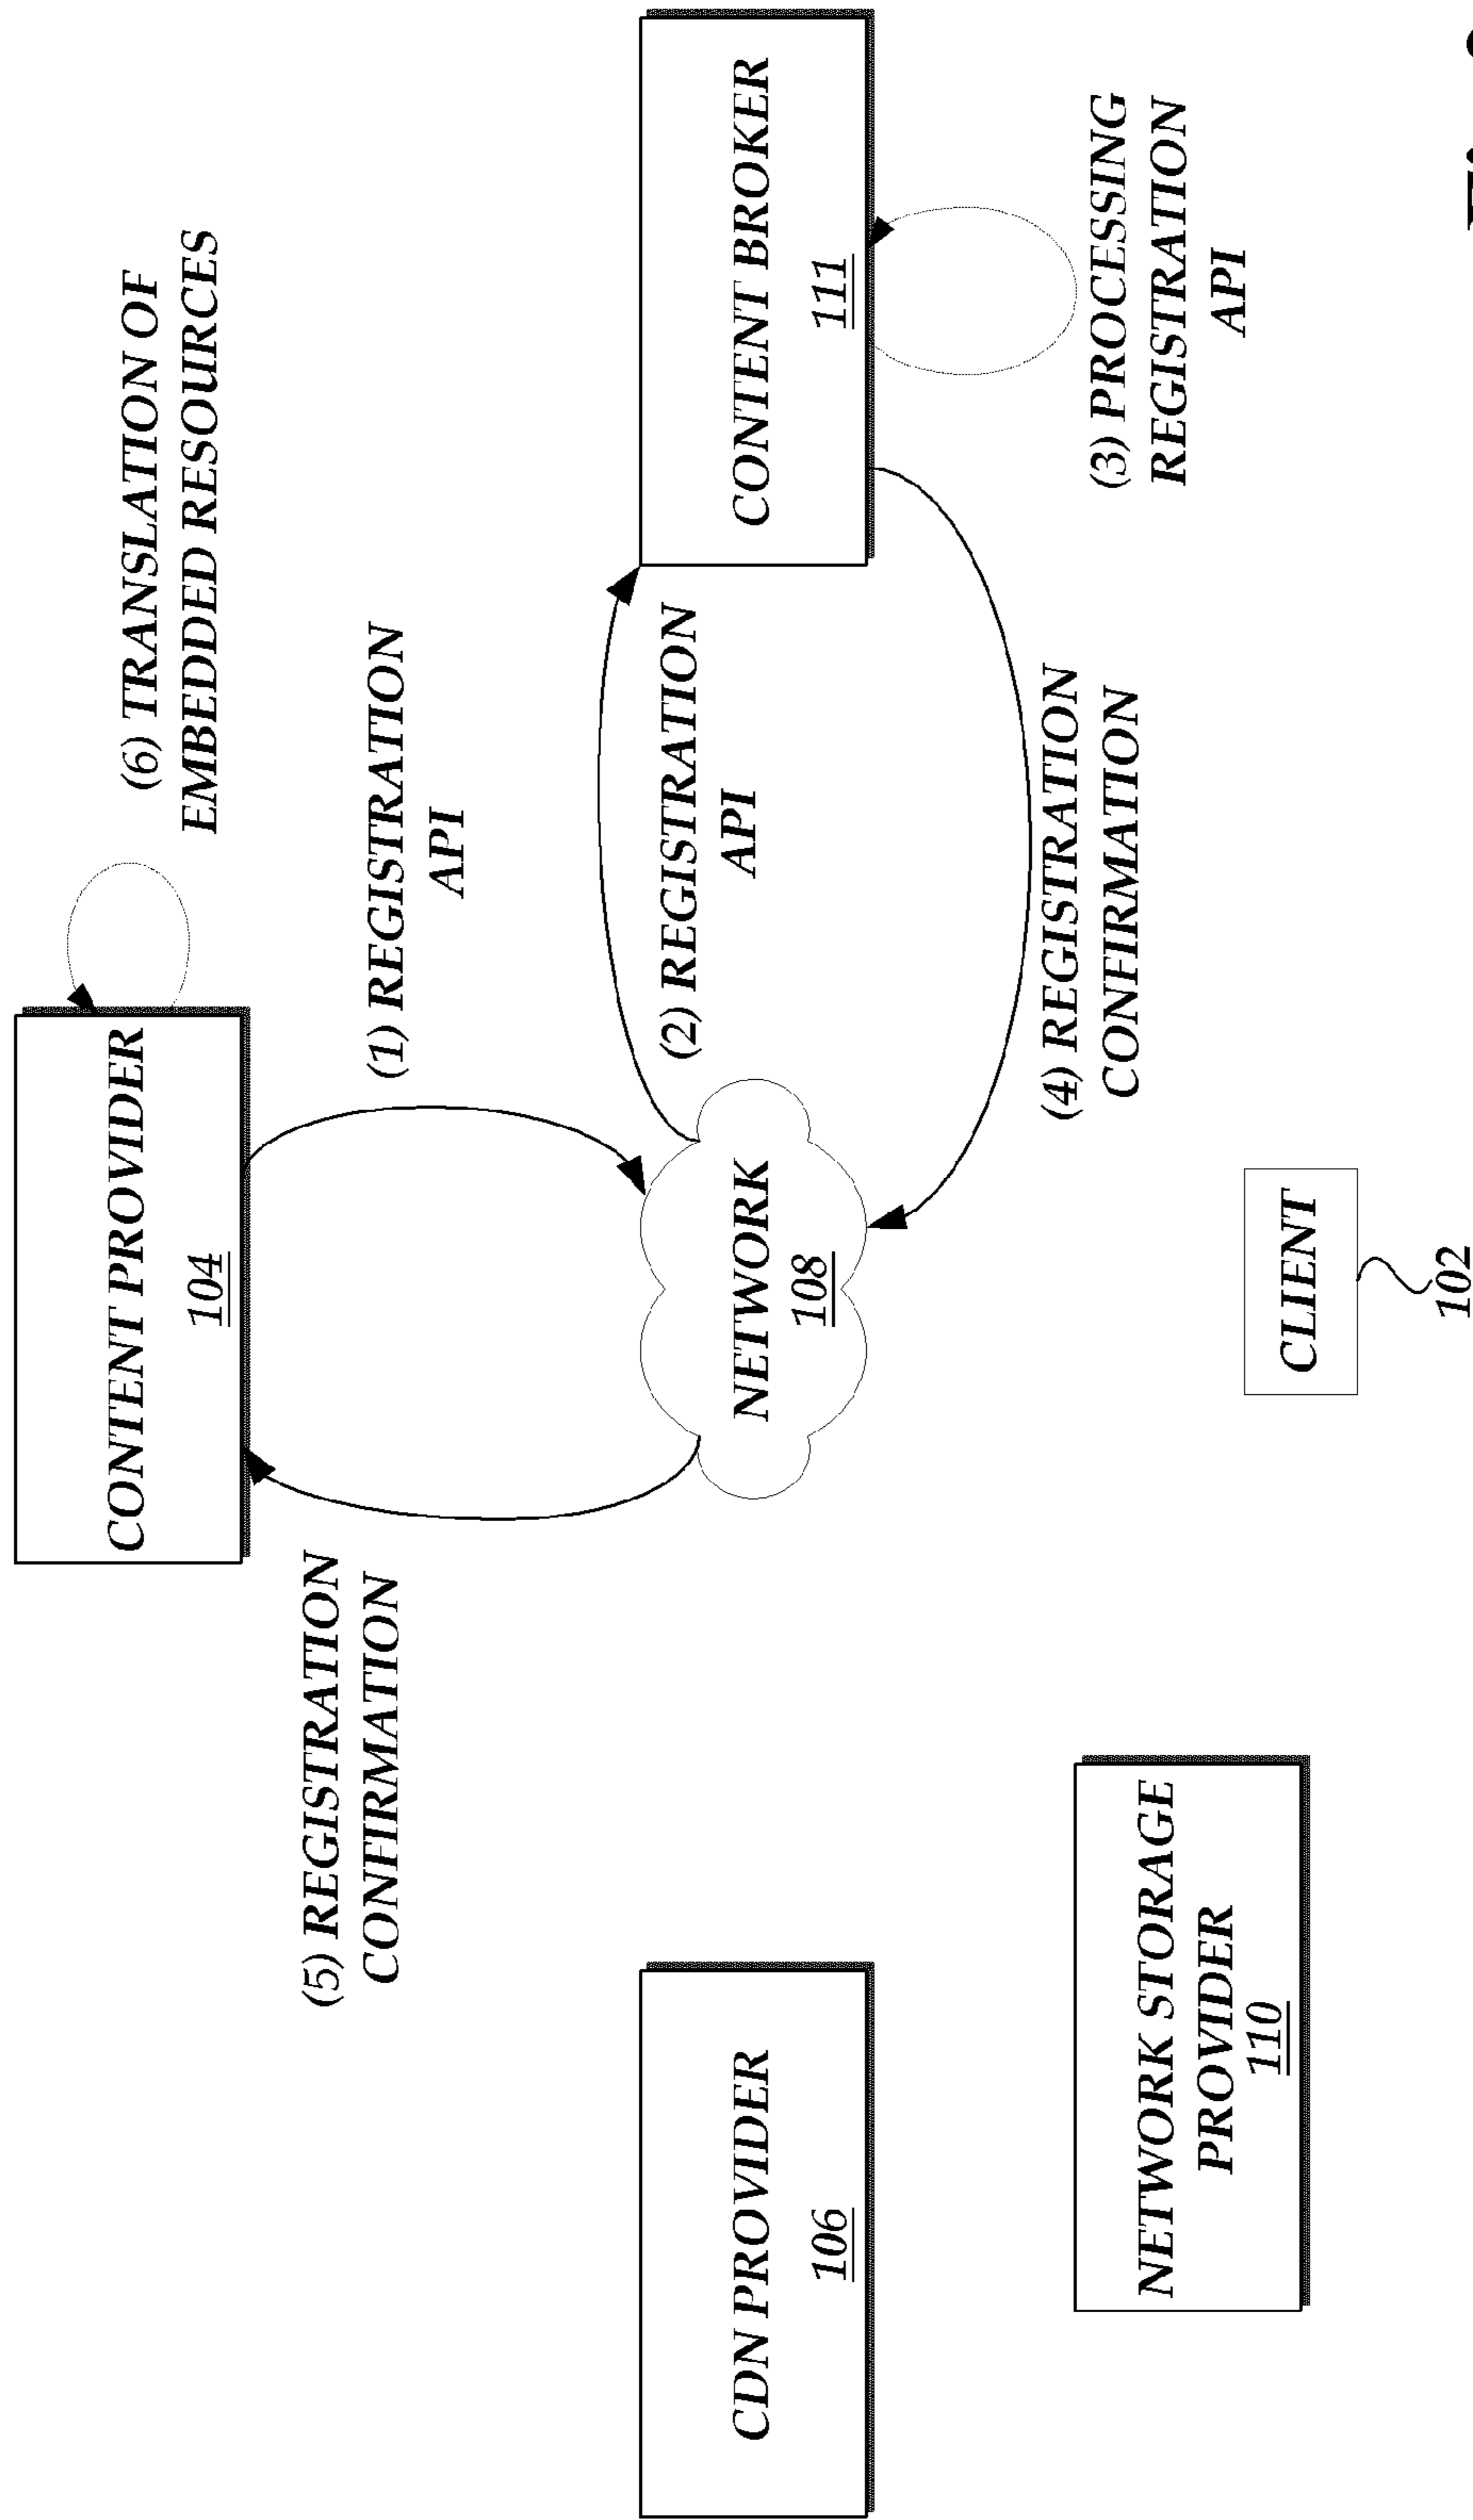 (6) TRANSLATION OF
EMBEDDED RESOURCES
CONTENT PROVIDER
104
(5) REGISTRATION
CONFIRMATION
(1) REGISTRATION
API
CDN PROVIDER
106
NETWORK
108
(2) REGISTRATION
API
CONTENT BROKER
111
(4) REGISTRATION
CONFIRMATION
(3) PROCESSING
REGISTRATION
API
NETWORK STORAGE
PROVIDER
110
CLIENT
102